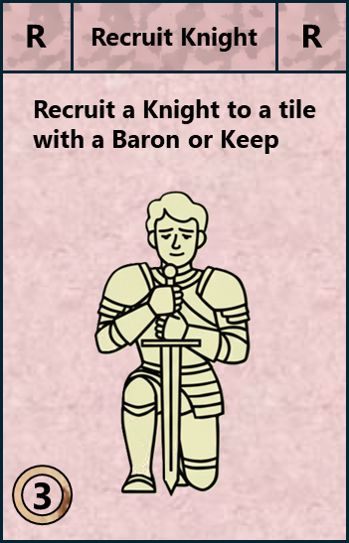 R Recruit Knight R
Recruit a Knight to a tile
with a Baron or Keep
3